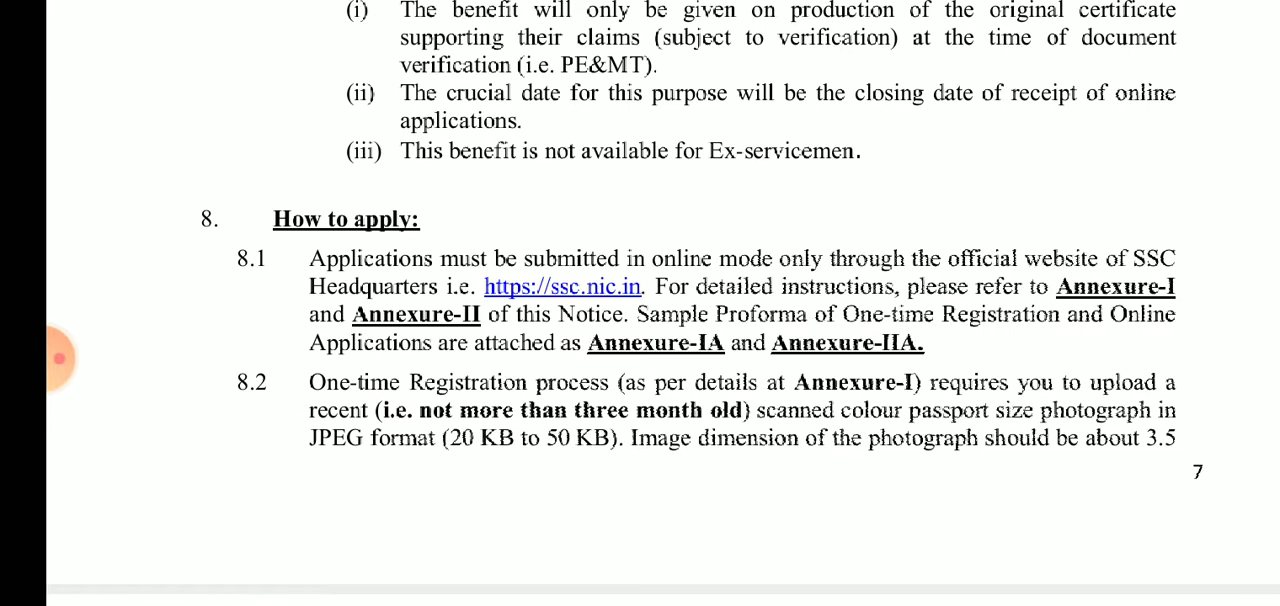 (i) The benefit will only be given on production of the original certificate
supporting their claims (subject to verification) at the time of document
verification (i.e. PE&MT).
(ii) The crucial date for this purpose will be the closing date of receipt of online
applications.
(iii) This benefit is not available for Ex-servicemen.
8. How to apply:
8.1 Applications must be submitted in online mode only through the official website of SSC
Headquarters i.e. https://ssc.nic.in. For detailed instructions, please refer to Annexure-I
and Annexure-II of this Notice. Sample Proforma of One-time Registration and Online
Applications are attached as Annexure-IA and Annexure-IIA.
8.2 One-time Registration process (as per details at Annexure-I) requires you to upload a
recent (i.e. not more than three month old) scanned colour passport size photograph in
JPEG format (20 KB to 50 KB). Image dimension of the photograph should be about 3.5
7